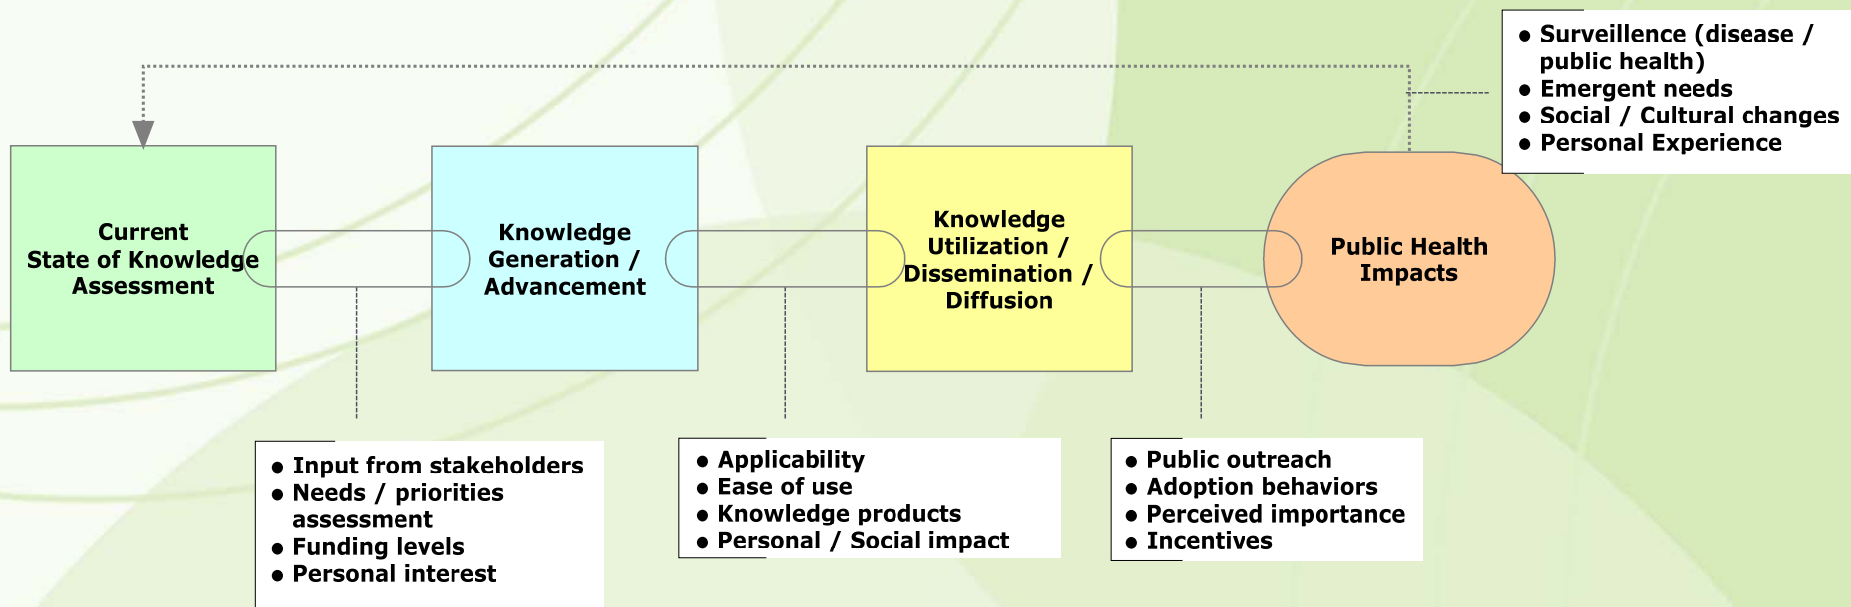 ● Surveillence (disease /
public health)
● Emergent needs
● Social / Cultural changes
● Personal Experience
Current
State of Knowledge
Assessment
Knowledge
Generation /
Advancement
Knowledge
Utilization /
Dissemination /
Diffusion
Public Health
Impacts
● Input from stakeholders
● Needs / priorities
assessment
● Funding levels
● Personal interest
● Applicability
● Ease of use
● Knowledge products
● Personal / Social impact
● Public outreach
● Adoption behaviors
● Perceived importance
● Incentives